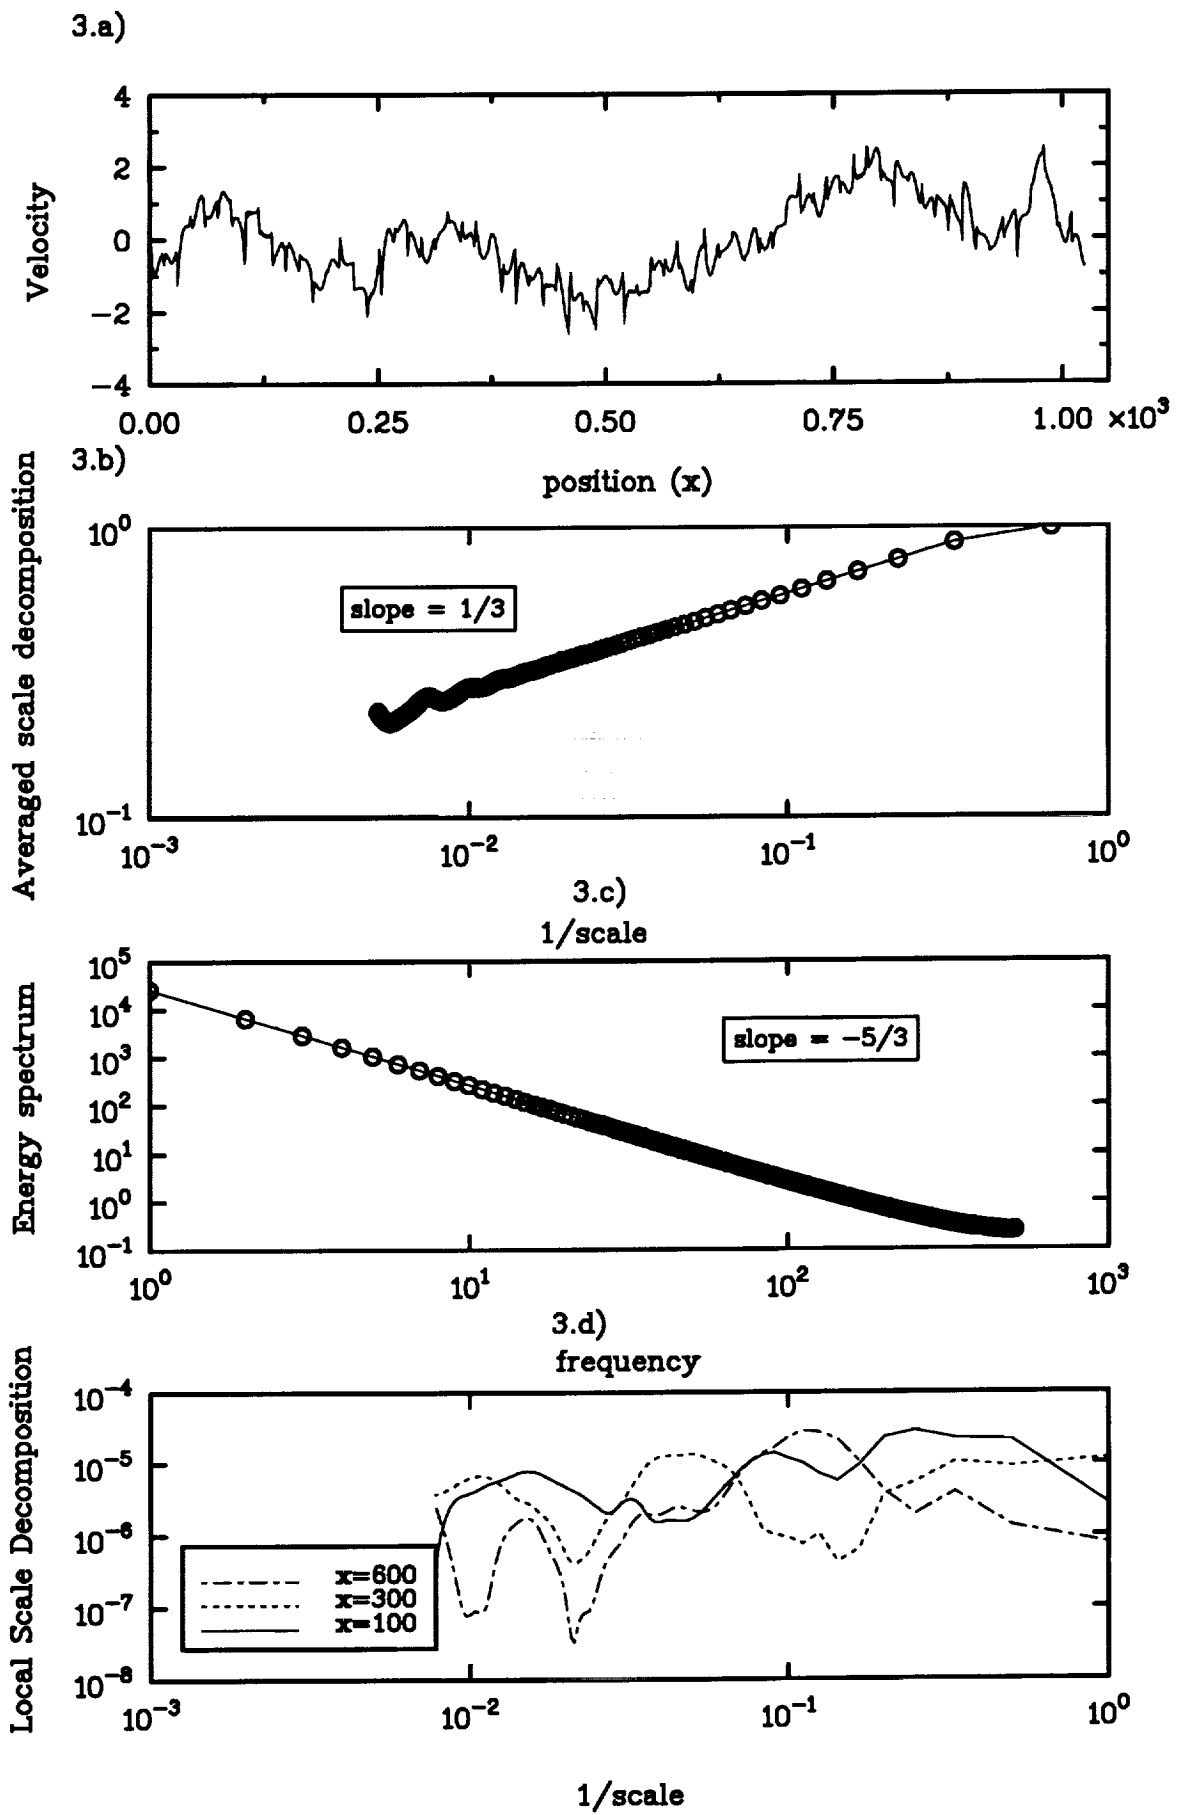 3.a)
Velocity
4
2
0
−2
−4
0.00 0.25 0.50 0.75 1.00 ×10³
position (x)
3.b)
Averaged scale decomposition
10⁰
10⁻¹
slope = 1/3
10⁻³ 10⁻² 10⁻¹ 10⁰
1/scale
3.c)
Energy spectrum
10⁵
10⁴
10³
10²
10¹
10⁰
10⁻¹
slope = −5/3
10⁰ 10¹ 10² 10³
frequency
3.d)
Local Scale Decomposition
10⁻⁴
10⁻⁵
10⁻⁶
10⁻⁷
10⁻⁸
x=600
x=300
x=100
10⁻³ 10⁻² 10⁻¹ 10⁰
1/scale